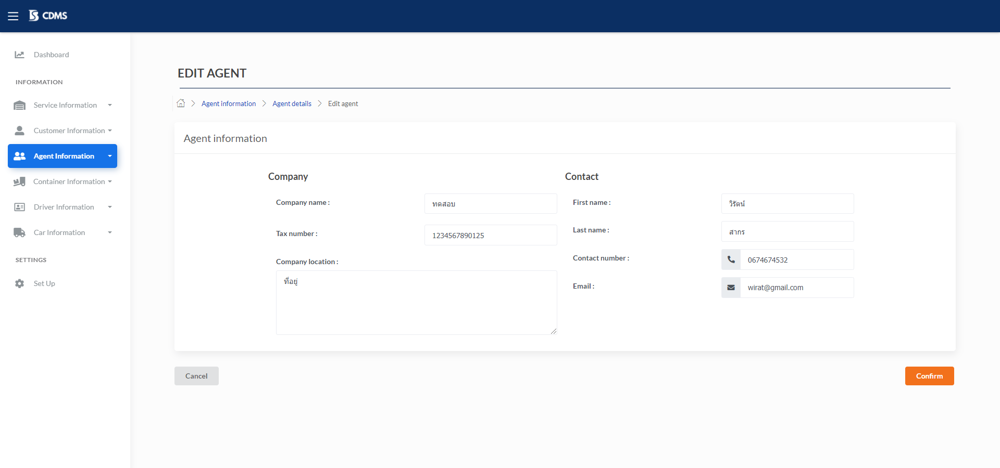 CDMS
Dashboard
INFORMATION
Service Information
Customer Information
Agent Information
Container Information
Driver Information
Car Information
SETTINGS
Set Up
EDIT AGENT
Agent information
Agent details
Edit agent
Agent information
Company
Company name :
ทดสอบ
Tax number :
1234567890125
Company location :
ที่อยู่
Contact
First name :
วิรัตน์
Last name :
สากร
Contact number :
0674674532
Email :
wirat@gmail.com
Cancel
Confirm